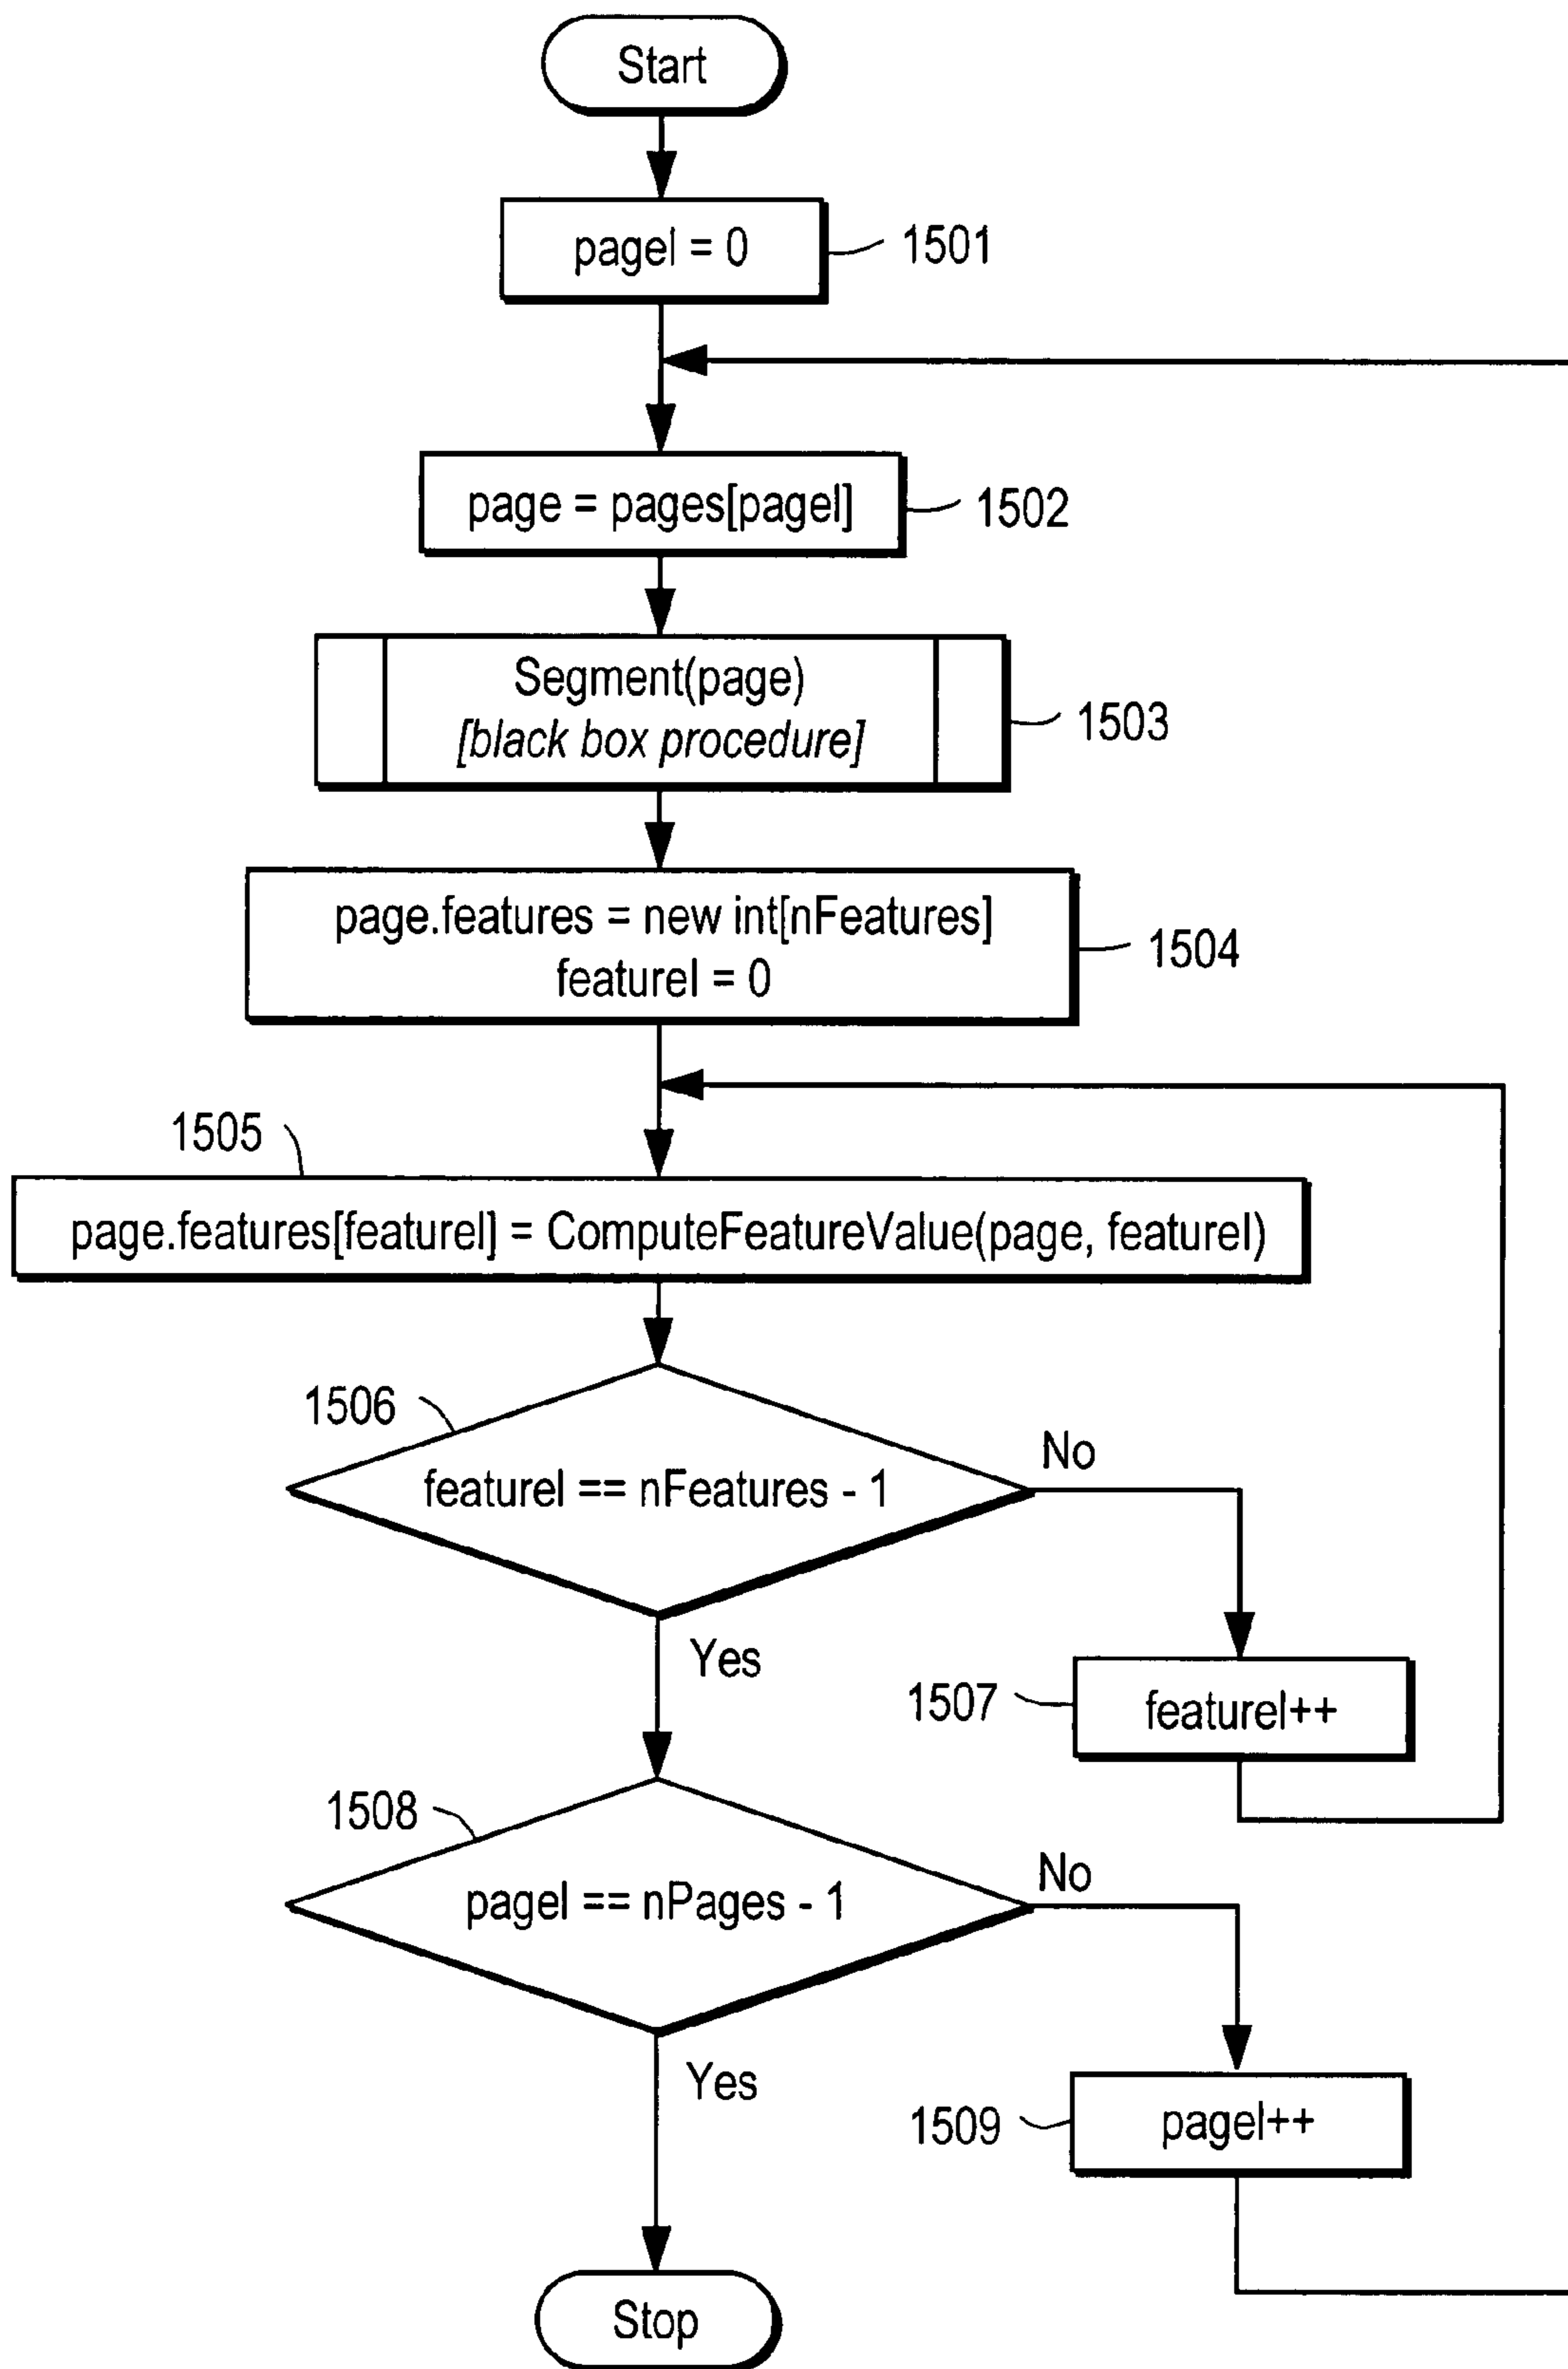 Start
pageI = 0
1501
page = pages[pageI]
1502
Segment(page)
[black box procedure]
1503
page.features = new int[nFeatures]
featureI = 0
1504
1505
page.features[featureI] = ComputeFeatureValue(page, featureI)
1506
featureI == nFeatures - 1
No
Yes
1507
featureI++
1508
pageI == nPages - 1
No
Yes
1509
pageI++
Stop